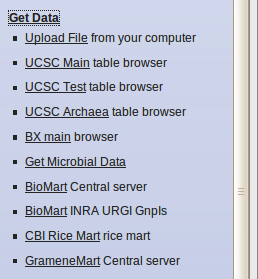 Get Data
Upload File from your computer
UCSC Main table browser
UCSC Test table browser
UCSC Archaea table browser
BX main browser
Get Microbial Data
BioMart Central server
BioMart INRA URGI GnpIs
CBI Rice Mart rice mart
GrameneMart Central server